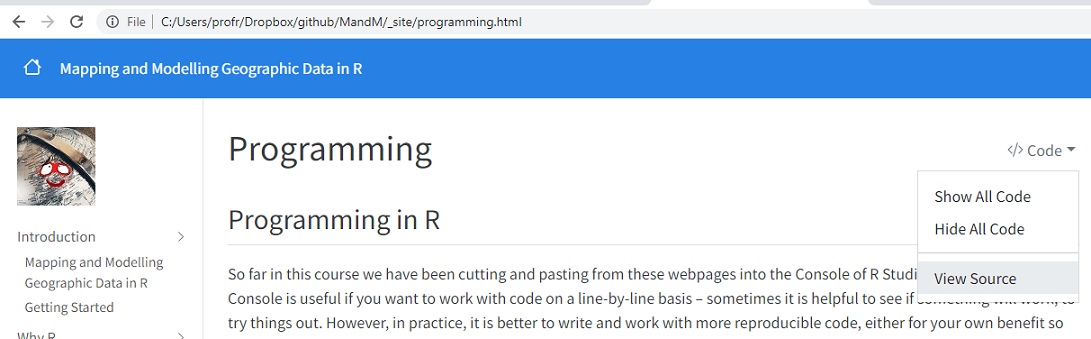 File C:/Users/profr/Dropbox/github/MandM/_site/programming.html
Mapping and Modelling Geographic Data in R
Introduction
Mapping and Modelling
Geographic Data in R
Getting Started
Why R
Programming
</> Code
Show All Code
Hide All Code
View Source
Programming in R
So far in this course we have been cutting and pasting from these webpages into the Console of R Studi
Console is useful if you want to work with code on a line-by-line basis – sometimes it is helpful to see if something will work, to
try things out. However, in practice, it is better to write and work with more reproducible code, either for your own benefit so